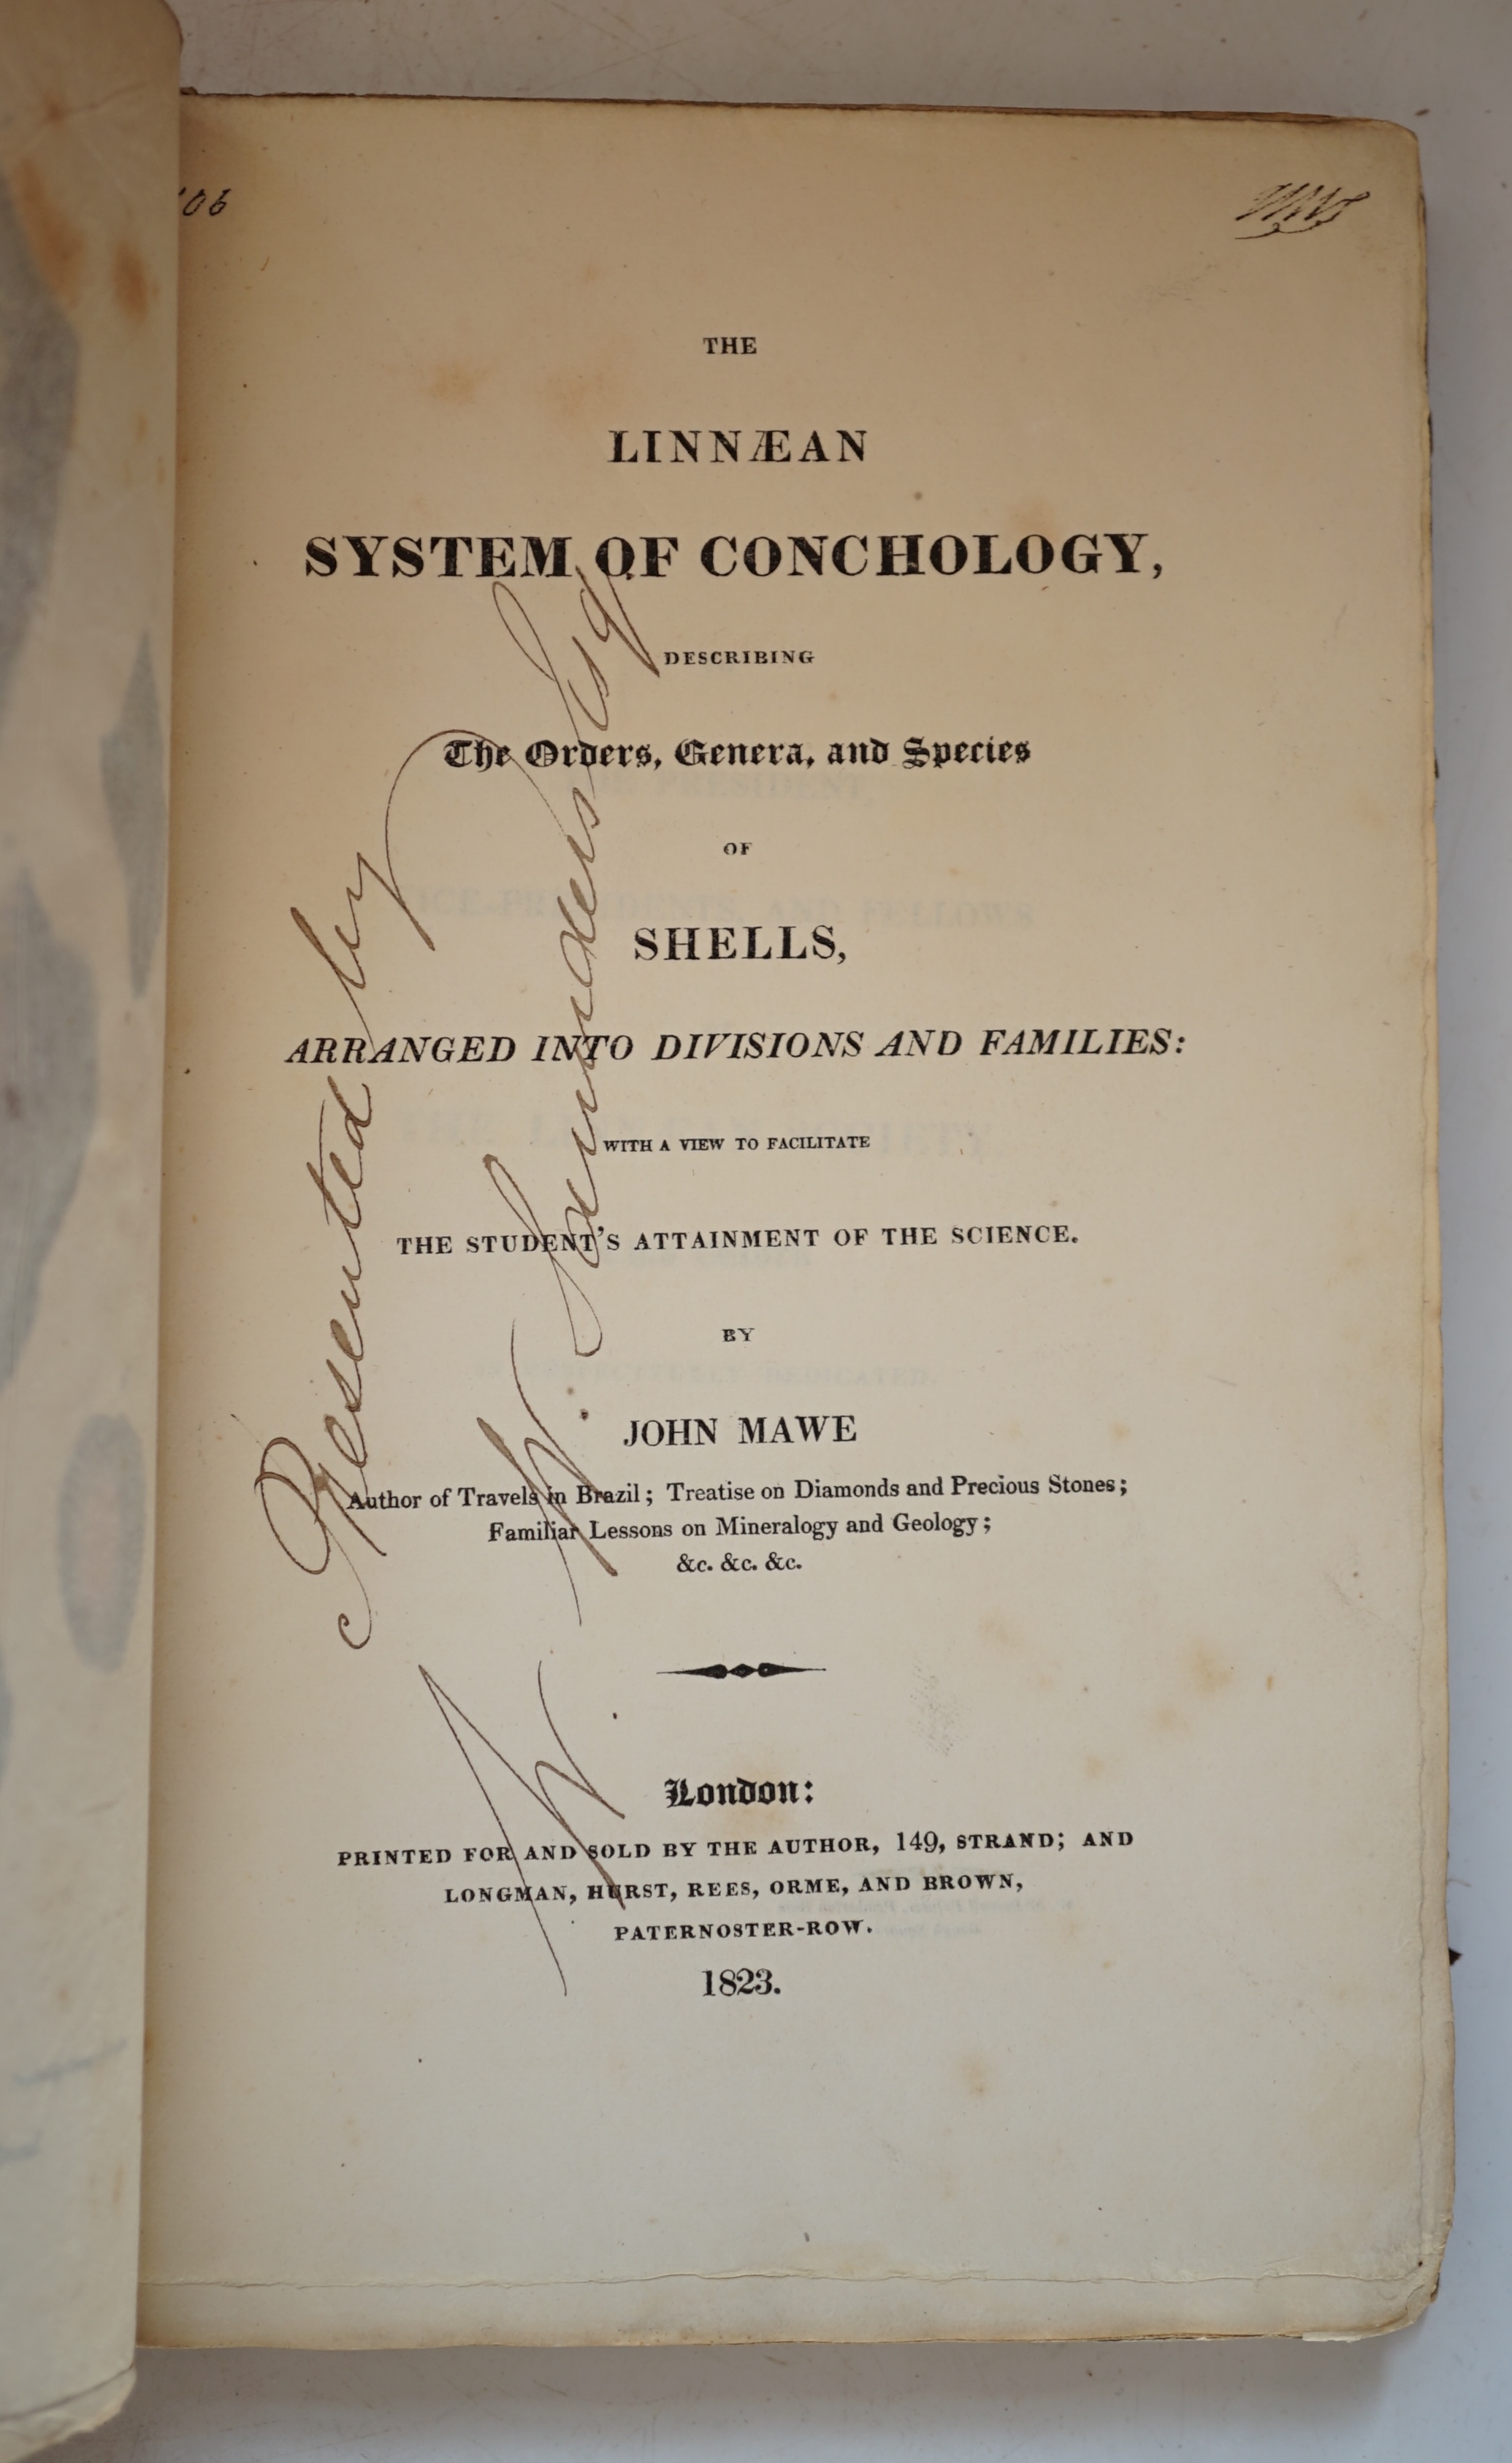 06
THE
LINNÆAN
SYSTEM OF CONCHOLOGY,
DESCRIBING
The Orders, Genera, and Species
OF
SHELLS,
ARRANGED INTO DIVISIONS AND FAMILIES:
WITH A VIEW TO FACILITATE
THE STUDENT'S ATTAINMENT OF THE SCIENCE.
BY
JOHN MAWE
Author of Travels in Brazil; Treatise on Diamonds and Precious Stones;
Familiar Lessons on Mineralogy and Geology;
&c. &c. &c.
London:
PRINTED FOR AND SOLD BY THE AUTHOR, 149, STRAND; AND
LONGMAN, HURST, REES, ORME, AND BROWN,
PATERNOSTER-ROW.
1823.
Presented by
W. W. Saunders Esq